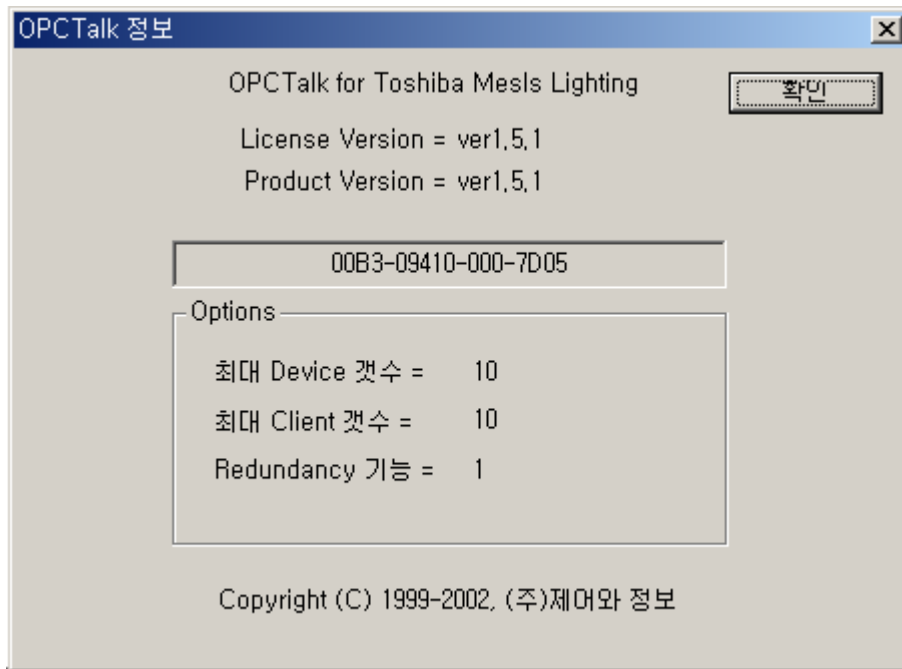 OPCTalk 정보
OPCTalk for Toshiba Mesls Lighting
확인
License Version = ver1,5,1
Product Version = ver1,5,1
00B3-09410-000-7D05
Options
최대 Device 갯수 = 10
최대 Client 갯수 = 10
Redundancy 기능 = 1
Copyright (C) 1999-2002, (주)제어와 정보